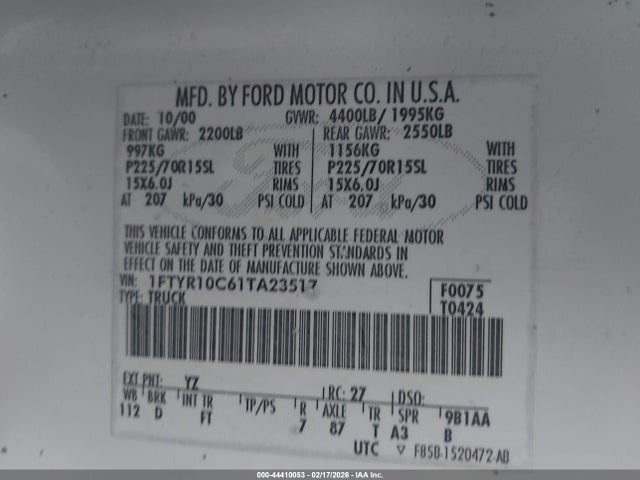 MFD. BY FORD MOTOR CO. IN U.S.A.
DATE: 10/00 GVWR: 4400LB/ 1995KG
FRONT GAWR: 2200LB REAR GAWR: 2550LB
997KG WITH 1156KG WITH
P225/70R15SL TIRES P225/70R15SL TIRES
15X6.0J RIMS 15X6.0J RIMS
AT 207 kPa/30 PSI COLD AT 207 kPa/30 PSI COLD
THIS VEHICLE CONFORMS TO ALL APPLICABLE FEDERAL MOTOR
VEHICLE SAFETY AND THEFT PREVENTION STANDARDS IN
EFFECT ON THE DATE OF MANUFACTURE SHOWN ABOVE.
VIN: 1FTYR10C61TA23517 F0075
TYPE: TRUCK T0424
EXT PNT: YZ RC: 27 DSO:
WB BRK INT TR TP/PS R AXLE TR SPR 9B1AA
112 D FT 7 87 T A3 B
UTC ▽ F85B-1520472-AB
000-44410053 - 02/17/2026 - IAA Inc.